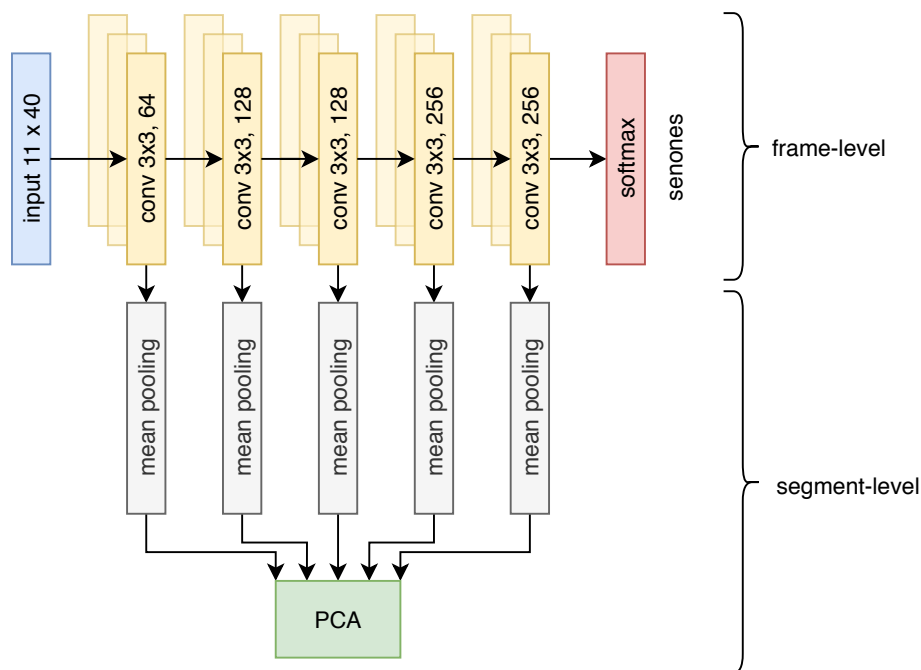 input 11 x 40
conv 3x3, 64
conv 3x3, 128
conv 3x3, 128
conv 3x3, 256
conv 3x3, 256
softmax
senones
frame-level
mean pooling
mean pooling
mean pooling
mean pooling
mean pooling
segment-level
PCA